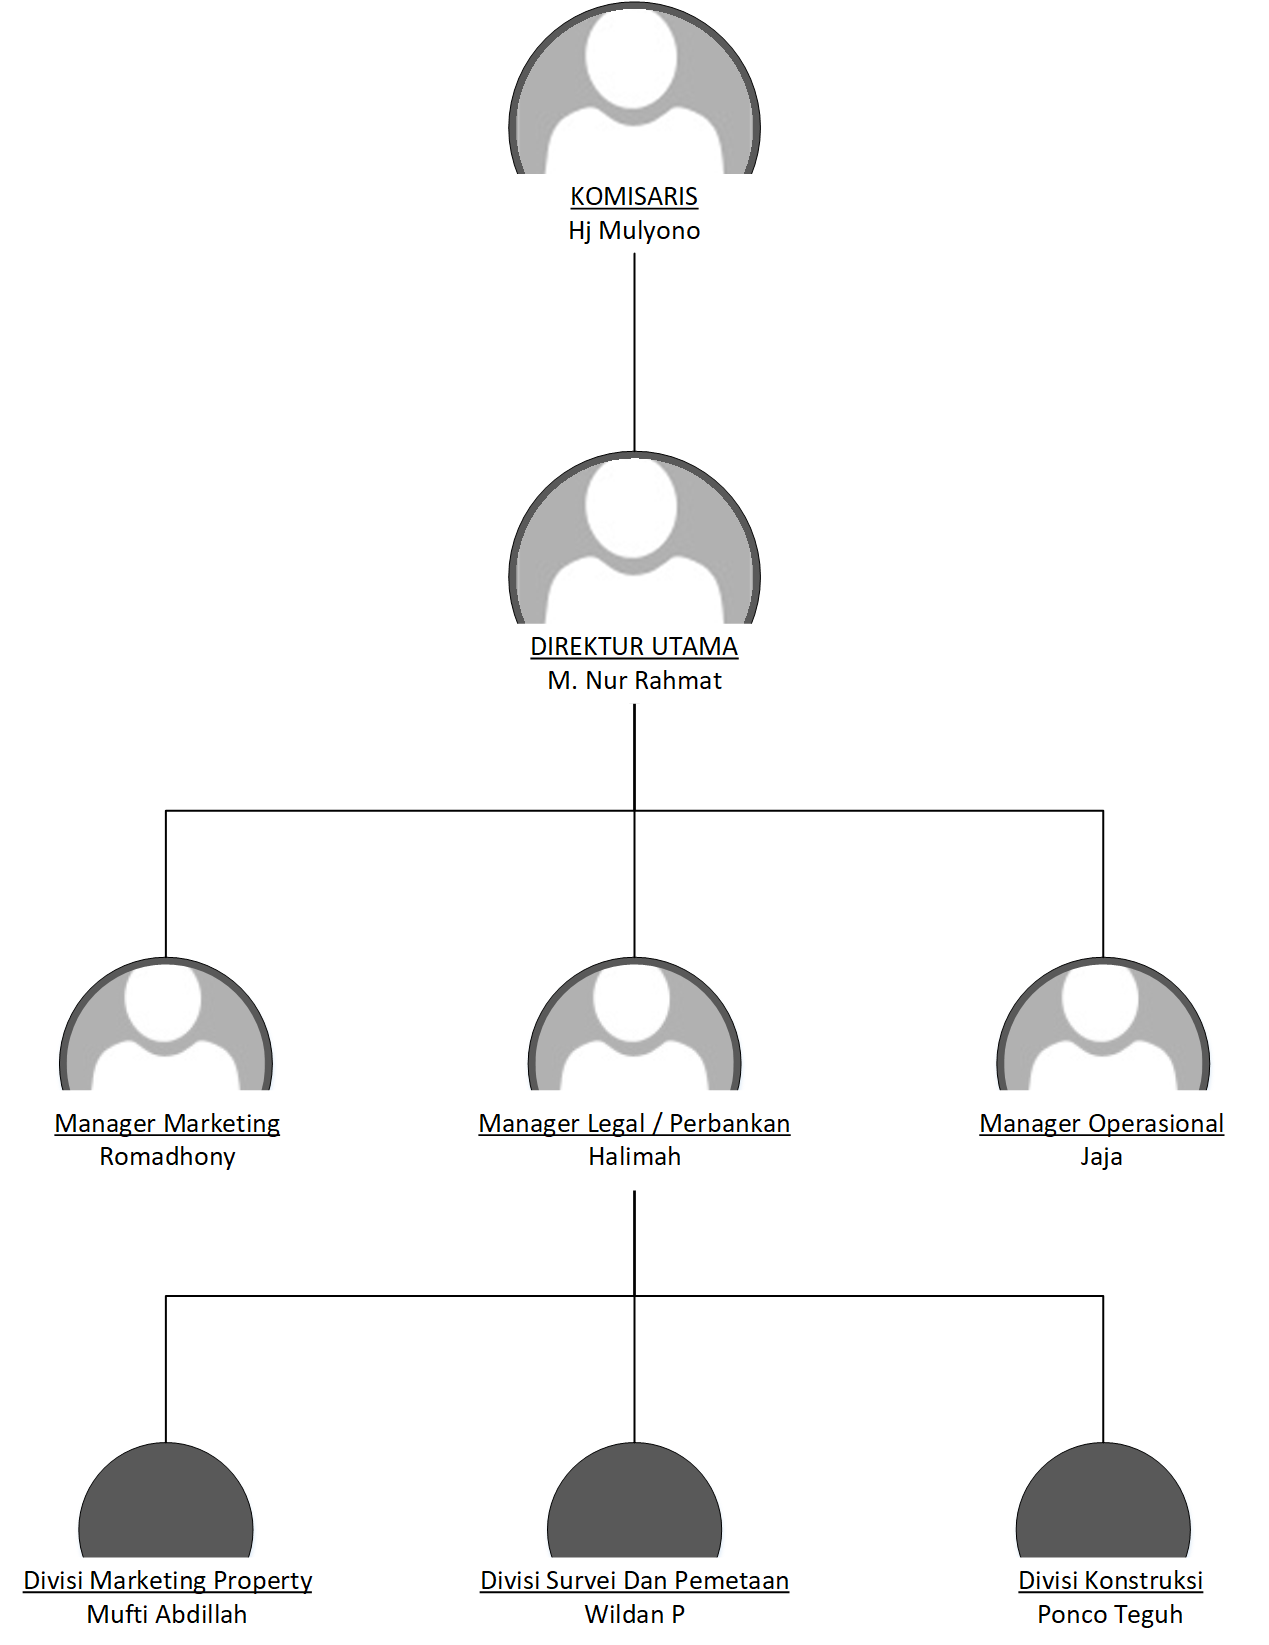 KOMISARIS
Hj Mulyono
DIREKTUR UTAMA
M. Nur Rahmat
Manager Marketing
Romadhony
Manager Legal / Perbankan
Halimah
Manager Operasional
Jaja
Divisi Marketing Property
Mufti Abdillah
Divisi Survei Dan Pemetaan
Wildan P
Divisi Konstruksi
Ponco Teguh